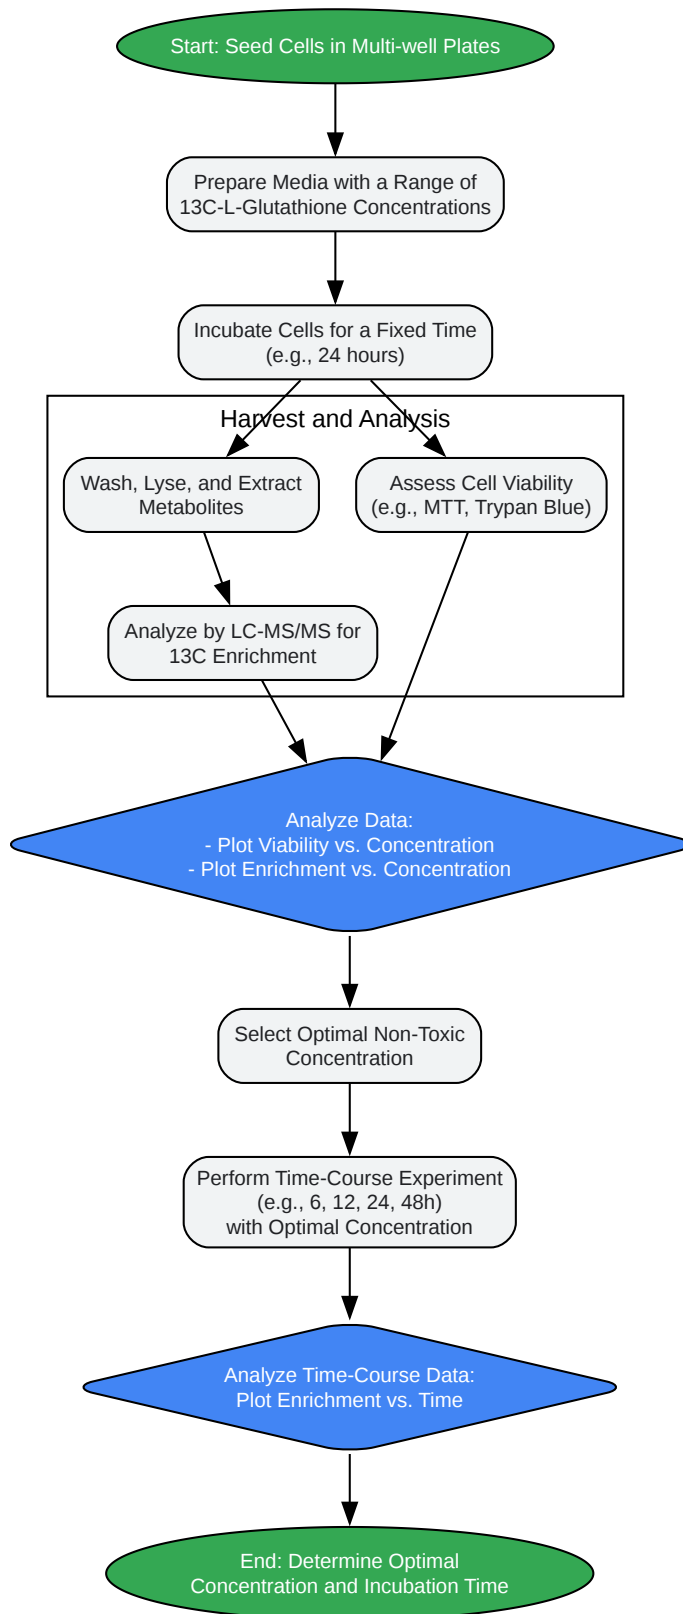 Start: Seed Cells in Multi-well Plates
Prepare Media with a Range of
13C-L-Glutathione Concentrations
Incubate Cells for a Fixed Time
(e.g., 24 hours)
Harvest and Analysis
Wash, Lyse, and Extract
Metabolites
Assess Cell Viability
(e.g., MTT, Trypan Blue)
Analyze by LC-MS/MS for
13C Enrichment
Analyze Data:
- Plot Viability vs. Concentration
- Plot Enrichment vs. Concentration
Select Optimal Non-Toxic
Concentration
Perform Time-Course Experiment
(e.g., 6, 12, 24, 48h)
with Optimal Concentration
Analyze Time-Course Data:
Plot Enrichment vs. Time
End: Determine Optimal
Concentration and Incubation Time